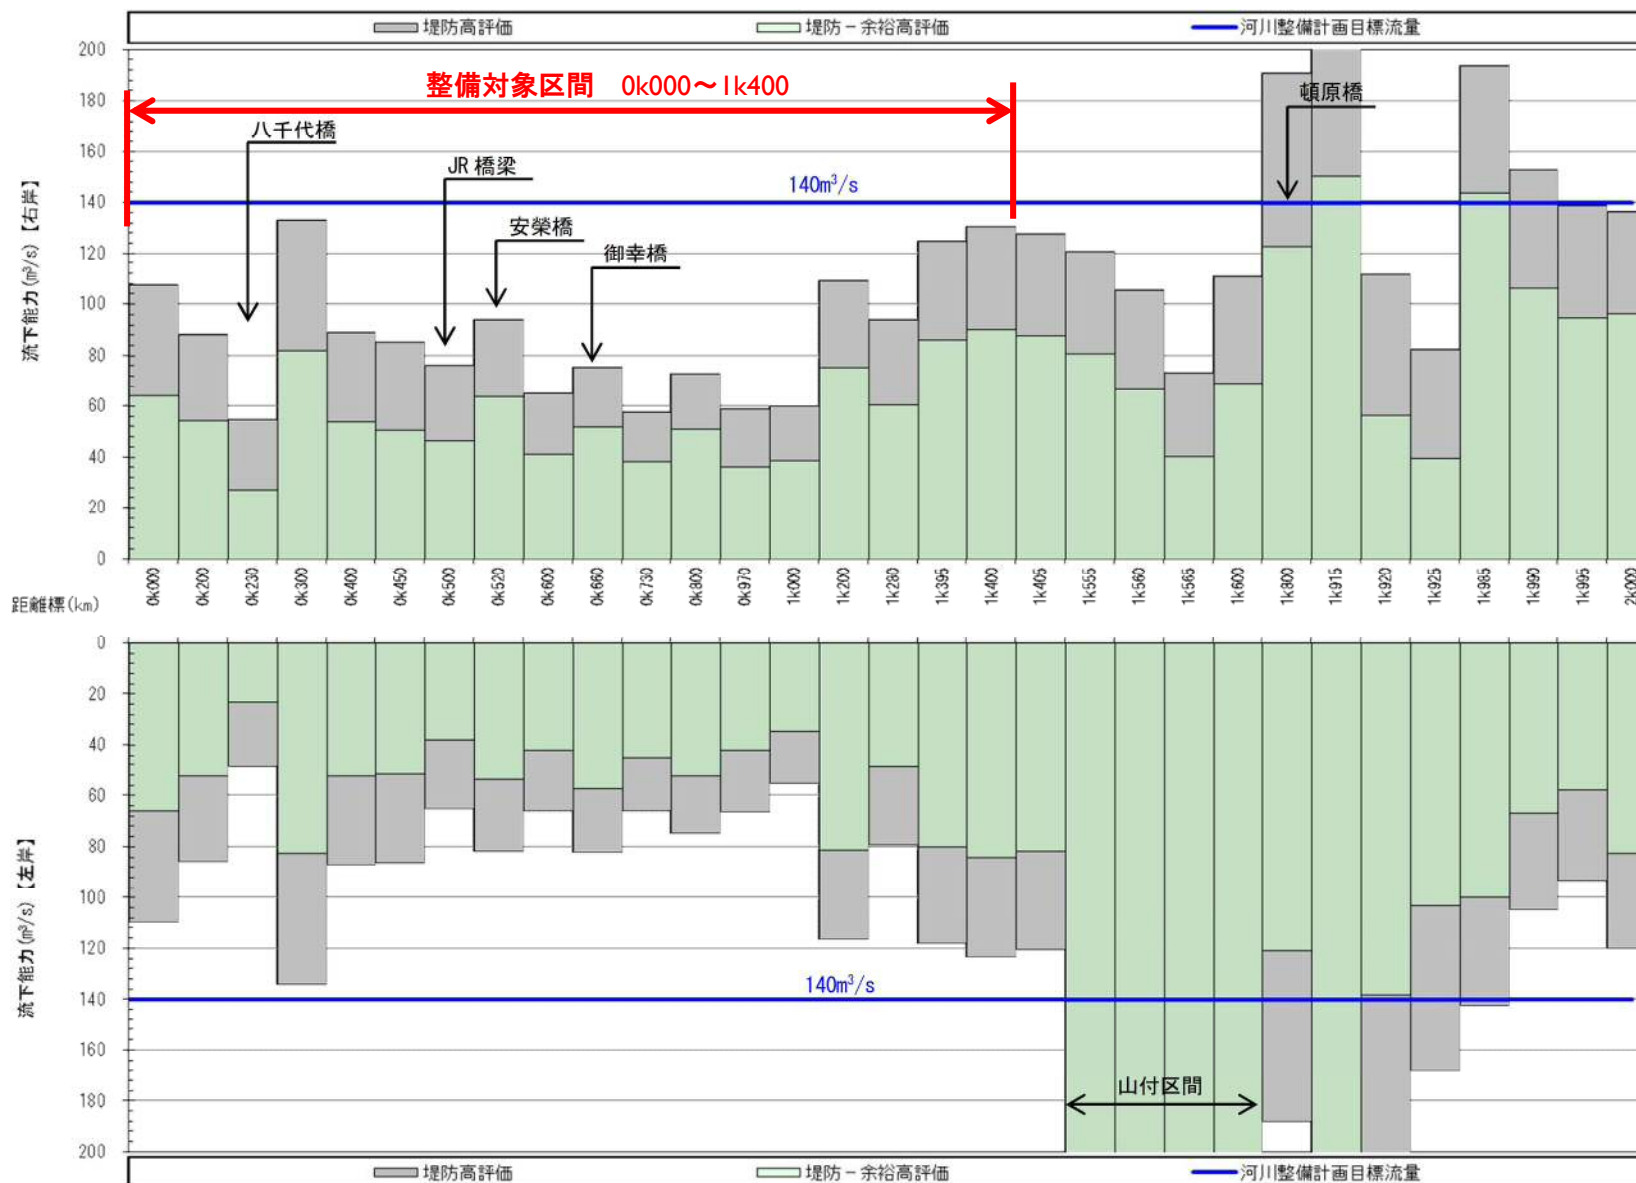 堤防高評価 堤防－余裕高評価 河川整備計画目標流量
200
180
160
140
120
100
80
60
40
20
0
流下能力(㎥/s)【右岸】
整備対象区間 0k000～1k400
八千代橋
JR橋梁
安榮橋
御幸橋
頓原橋
140m³/s
距離標(km)
0k000 0k200 0k230 0k300 0k400 0k450 0k500 0k520 0k600 0k660 0k730 0k800 0k970 1k000 1k200 1k280 1k395 1k400 1k405 1k555 1k560 1k565 1k600 1k800 1k915 1k920 1k925 1k985 1k990 1k995 2k000
0
20
40
60
80
100
120
140
160
180
200
流下能力(㎥/s)【左岸】
140m³/s
山付区間
堤防高評価 堤防－余裕高評価 河川整備計画目標流量